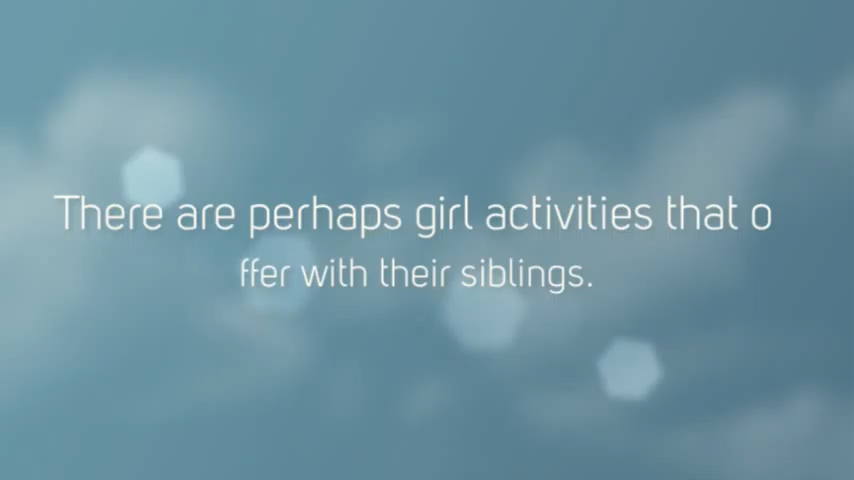 There are perhaps girl activities that o
ffer with their siblings.